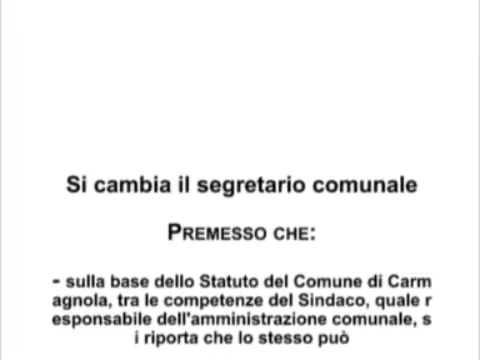 Si cambia il segretario comunale
PREMESSO CHE:
- sulla base dello Statuto del Comune di Carm
agnola, tra le competenze del Sindaco, quale r
esponsabile dell'amministrazione comunale, s
i riporta che lo stesso può